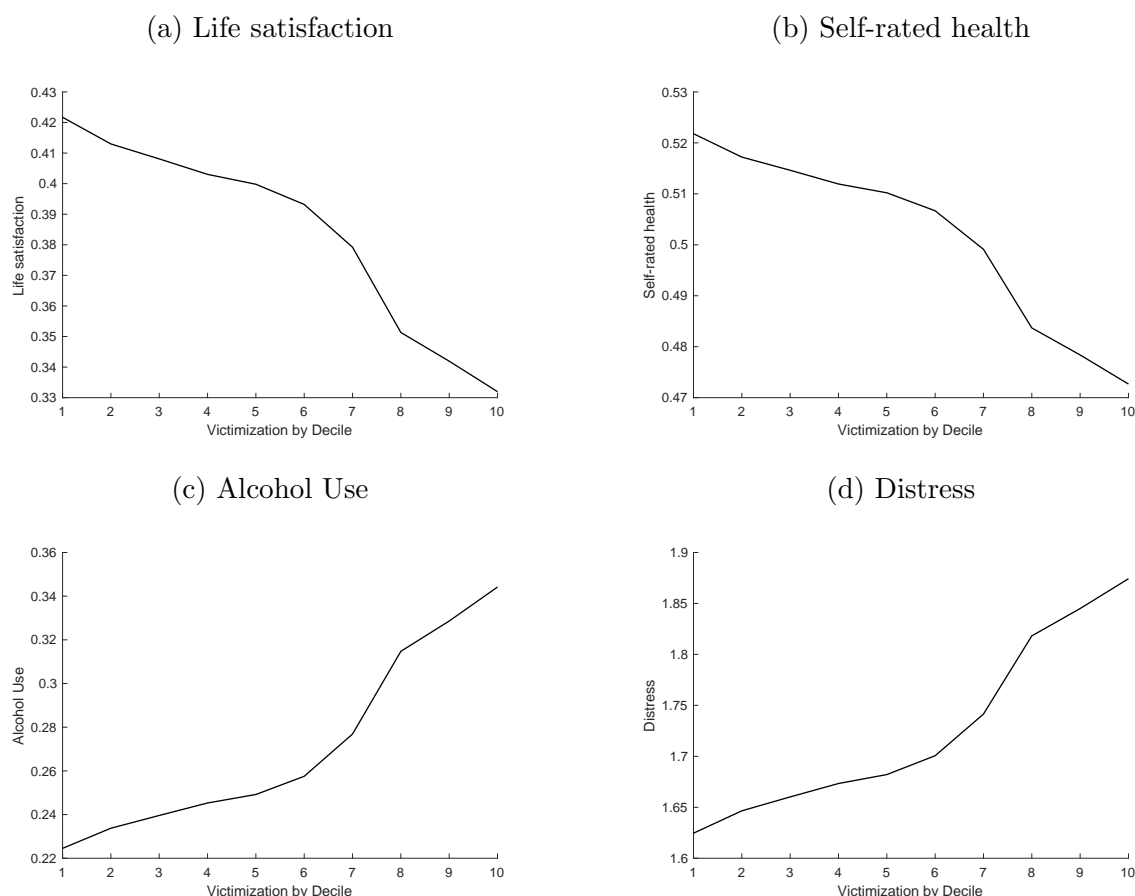 (a) Life satisfaction
(b) Self-rated health
0.43
0.42
0.41
0.4
0.39
0.38
0.37
0.36
0.35
0.34
0.33
Life satisfaction
1 2 3 4 5 6 7 8 9 10
Victimization by Decile
0.53
0.52
0.51
0.5
0.49
0.48
0.47
Self-rated health
1 2 3 4 5 6 7 8 9 10
Victimization by Decile
(c) Alcohol Use
(d) Distress
0.36
0.34
0.32
0.3
0.28
0.26
0.24
0.22
Alcohol Use
1 2 3 4 5 6 7 8 9 10
Victimization by Decile
1.9
1.85
1.8
1.75
1.7
1.65
1.6
Distress
1 2 3 4 5 6 7 8 9 10
Victimization by Decile